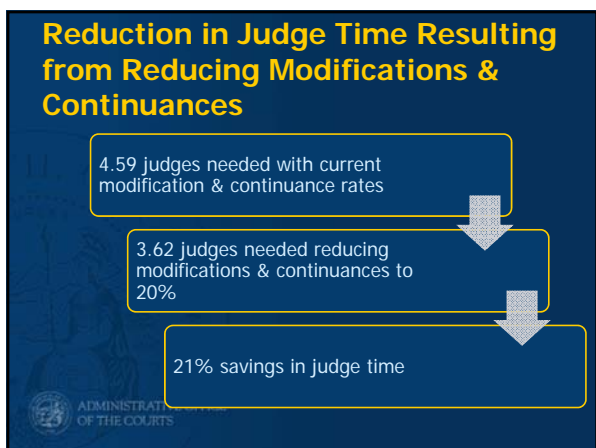 Reduction in Judge Time Resulting
from Reducing Modifications &
Continuances
4.59 judges needed with current
modification & continuance rates
3.62 judges needed reducing
modifications & continuances to
20%
21% savings in judge time
OF THE COURTS